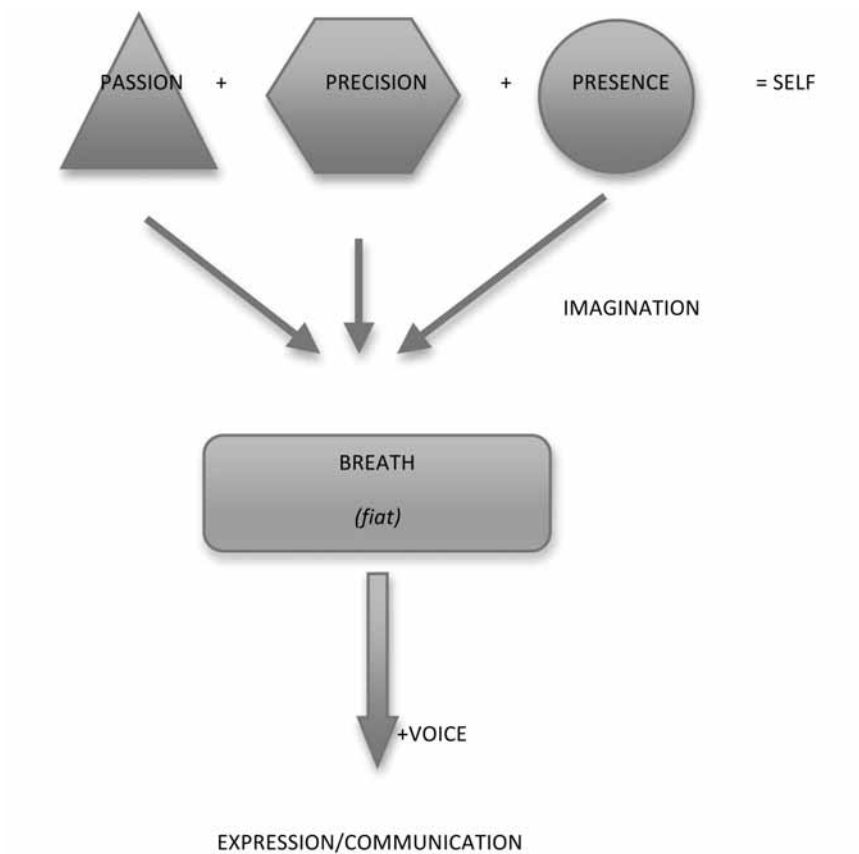 PASSION + PRECISION + PRESENCE = SELF
IMAGINATION
BREATH
(fiat)
+VOICE
EXPRESSION/COMMUNICATION